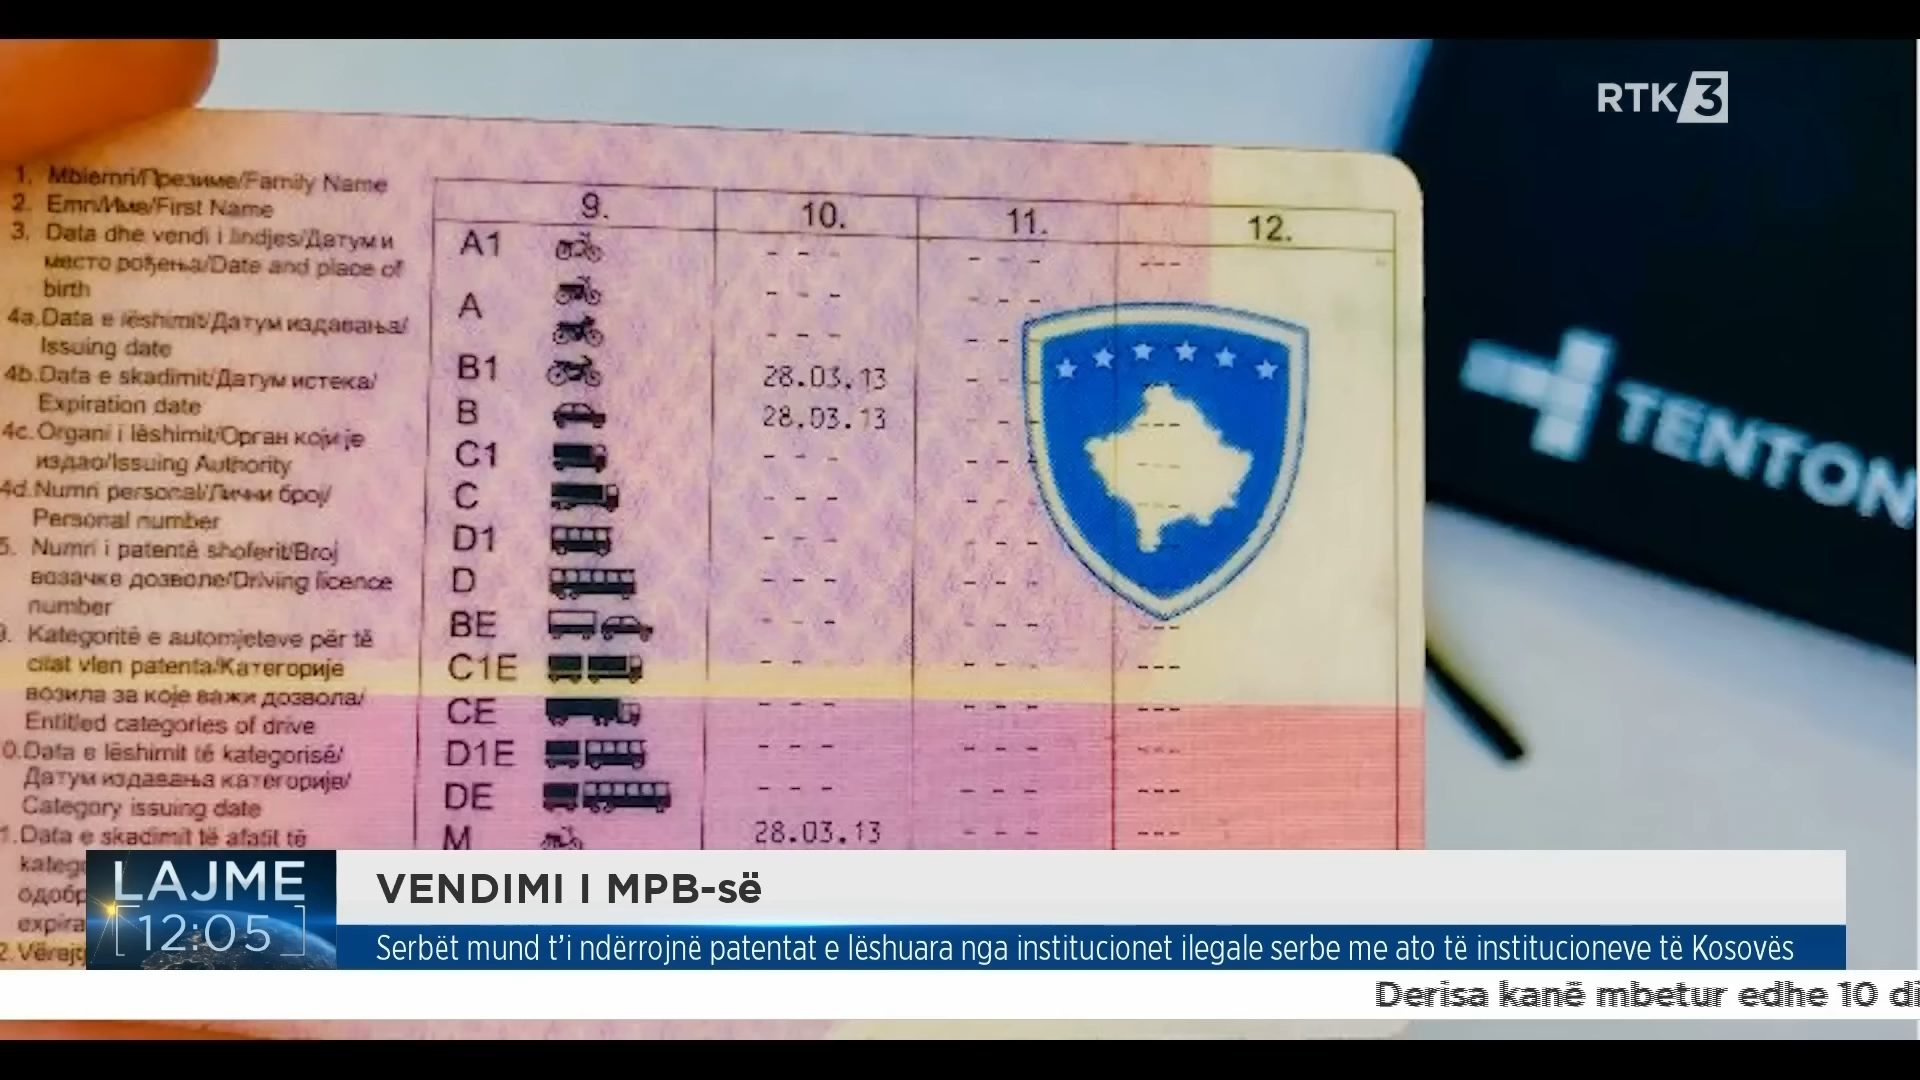 RTK 3
1. Mbiemri/Презиме/Family Name
2. Emri/Име/First Name
3. Data dhe vendi i lindjes/Датум и
место рођења/Date and place of
birth
4a.Data e lëshimit/Датум издавања/
Issuing date
4b.Data e skadimit/Датум истека/
Expiration date
4c.Organi i lëshimit/Орган који је
издао/Issuing Authority
4d.Numri personal/Лични број/
Personal number
5. Numri i patentë shoferit/Broj
возачке дозволе/Driving licence
number
9. Kategoritë e automjeteve për të
cilat vlen patenta/Категорије
возила за које важи дозвола/
Entitled categories of drive
0.Data e lëshimit të kategorisë/
Датум издавања категорије/
Category issuing date
1.Data e skadimit të afatit të
9. 10. 11. 12.
A1 - - - - - - ---
A - - - - - -
- - - - - -
B1 28.03.13 - -
B 28.03.13 - - ---
C1 - - - - - ---
C - - - - - - ---
D1 - - - - - - ---
D - - - - - - ---
BE - - - - - - ---
C1E - - - - - - ---
CE - - - - - - ---
D1E - - - - - - ---
DE - - - - - - ---
M 28.03.13 - - - ---
TENTON
LAJME
12:05
VENDIMI I MPB-së
Serbët mund t'i ndërrojnë patentat e lëshuara nga institucionet ilegale serbe me ato të institucioneve të Kosovës
Derisa kanë mbetur edhe 10 di